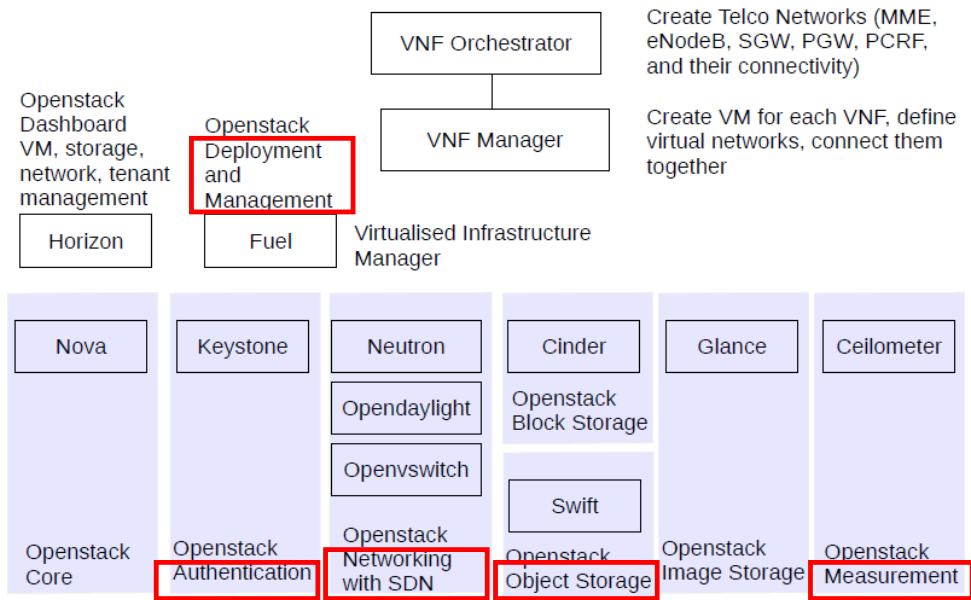 VNF Orchestrator
Create Telco Networks (MME,
eNodeB, SGW, PGW, PCRF,
and their connectivity)
VNF Manager
Create VM for each VNF, define
virtual networks, connect them
together
Openstack
Dashboard
VM, storage,
network, tenant
management
Horizon
Openstack
Deployment
and
Management
Fuel
Virtualised Infrastructure
Manager
Nova
Openstack
Core
Keystone
Openstack
Authentication
Neutron
Opendaylight
Openvswitch
Openstack
Networking
with SDN
Cinder
Openstack
Block Storage
Swift
Openstack
Object Storage
Glance
Openstack
Image Storage
Ceilometer
Openstack
Measurement